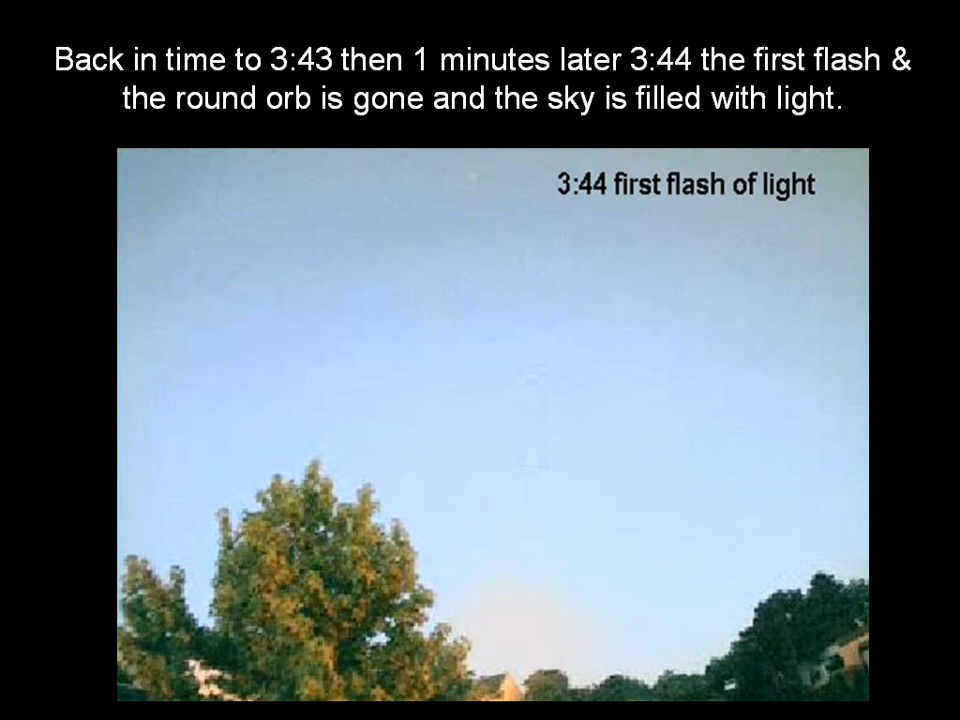 Back in time to 3:43 then 1 minutes later 3:44 the first flash &
the round orb is gone and the sky is filled with light.
3:44 first flash of light